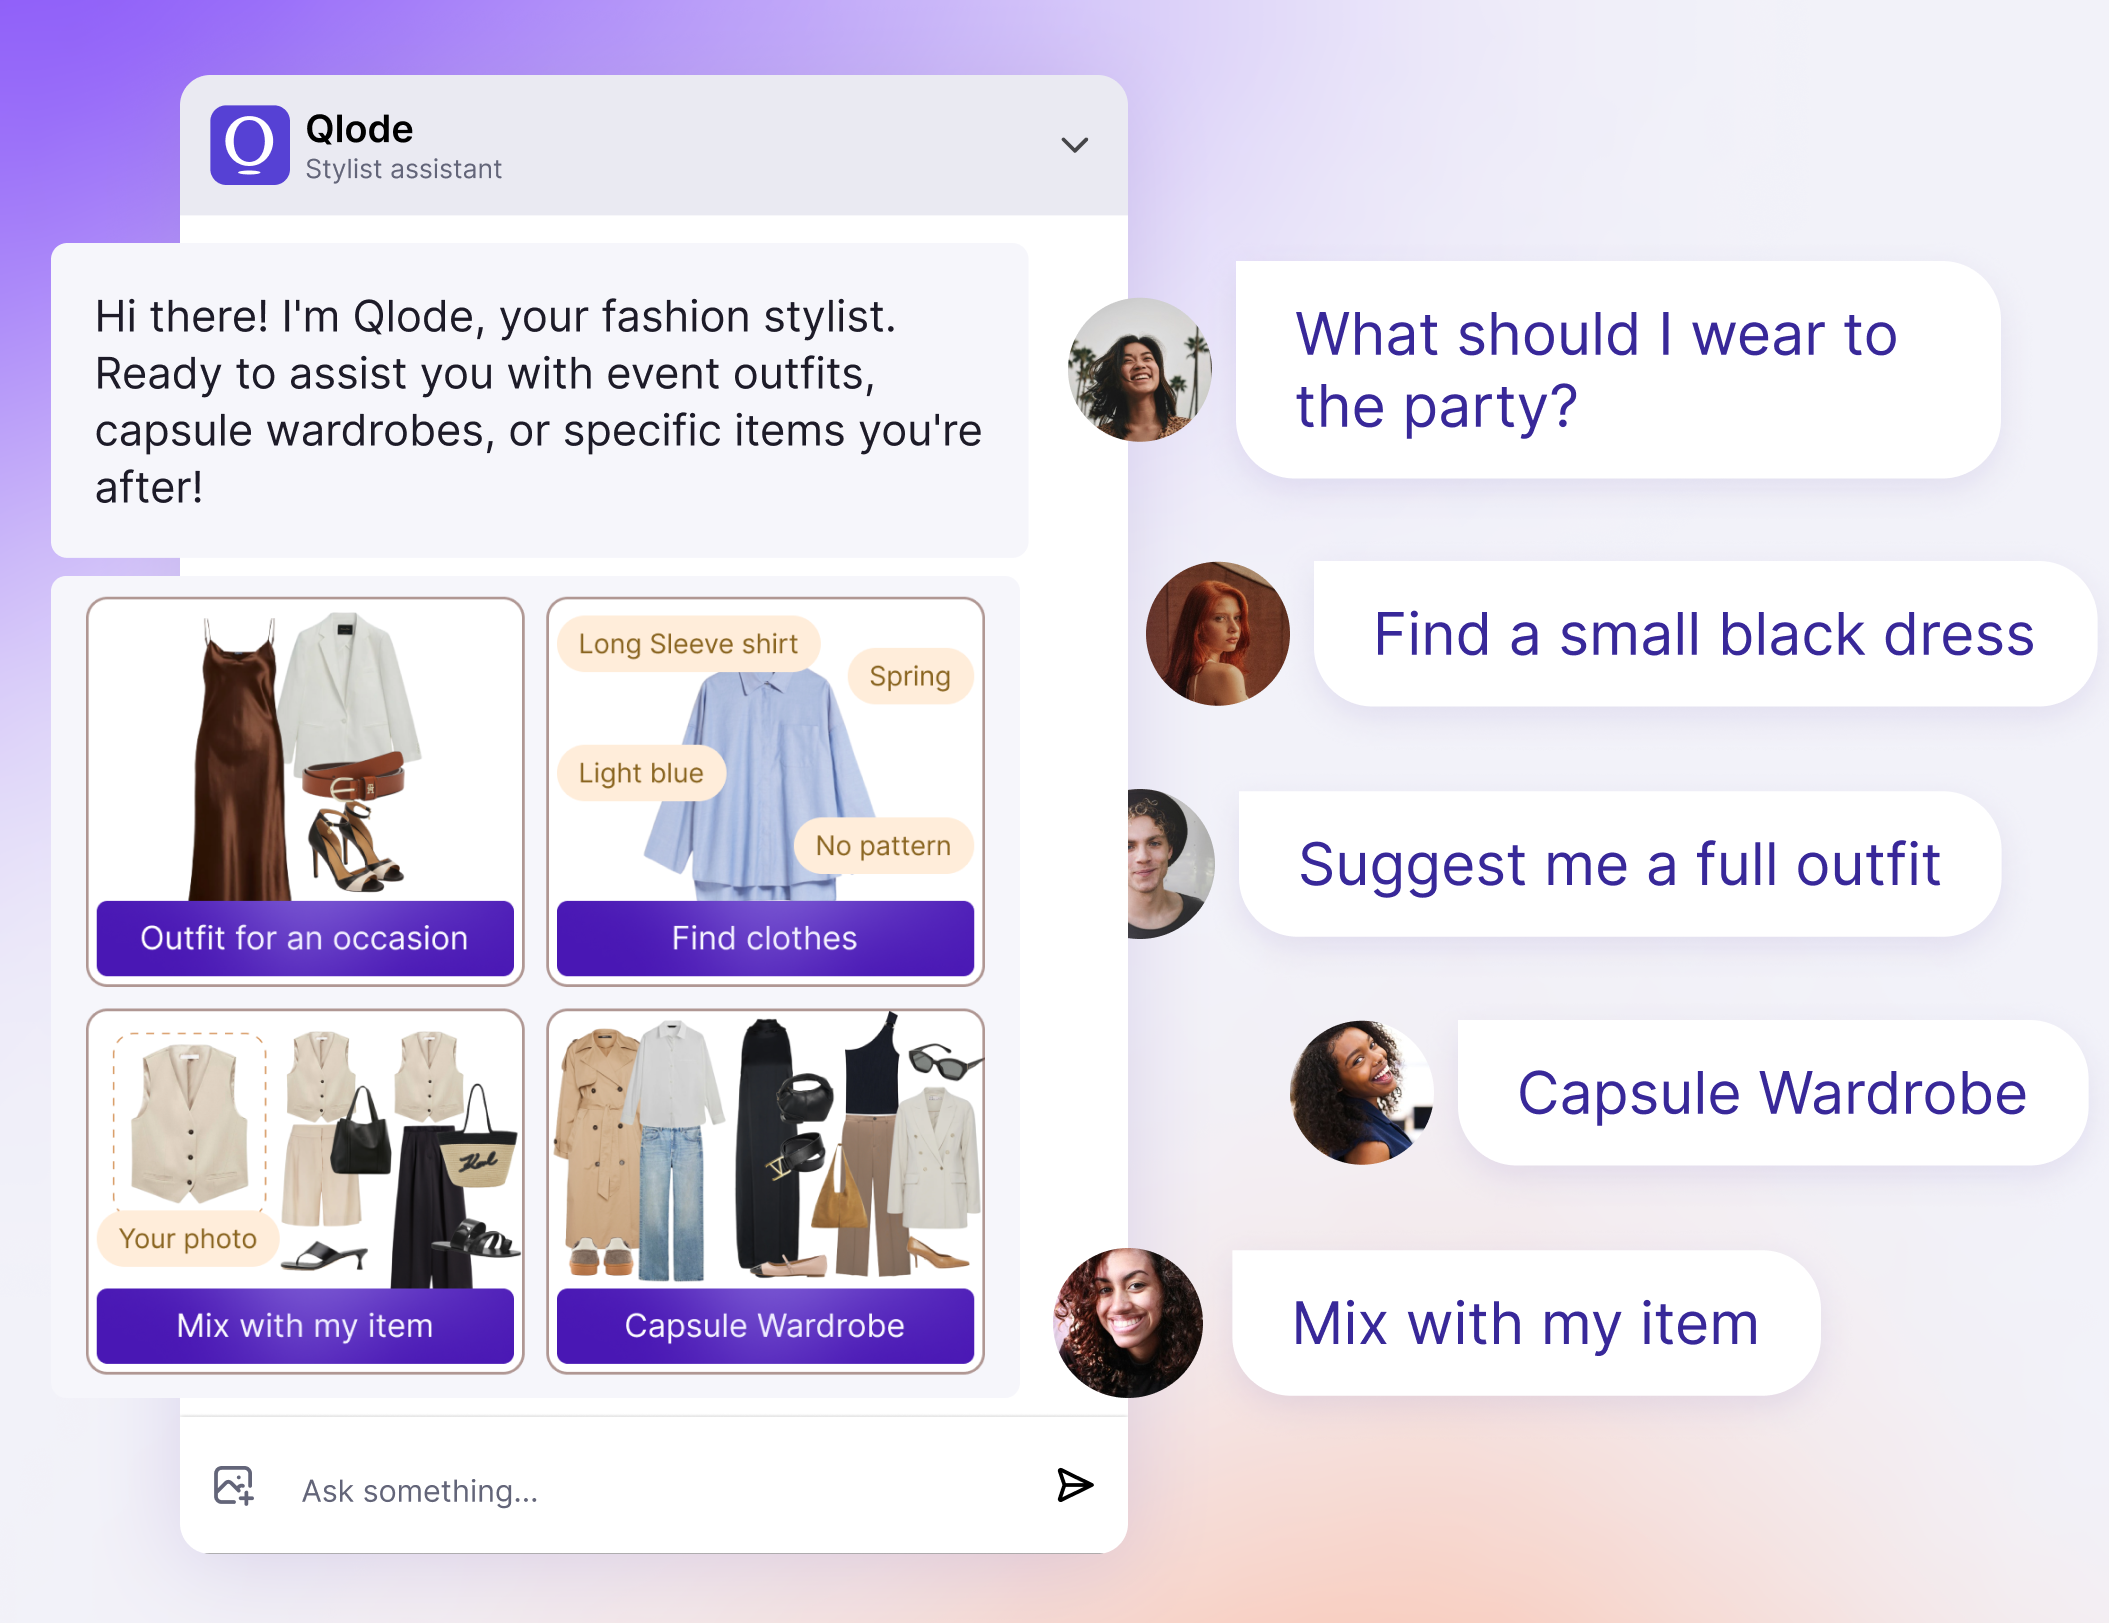 Qlode
Stylist assistant
Hi there! I'm Qlode, your fashion stylist.
Ready to assist you with event outfits,
capsule wardrobes, or specific items you're
after!
Outfit for an occasion
Long Sleeve shirt
Spring
Light blue
No pattern
Find clothes
Your photo
Karl
Mix with my item
Capsule Wardrobe
Ask something...
What should I wear to
the party?
Find a small black dress
Suggest me a full outfit
Capsule Wardrobe
Mix with my item